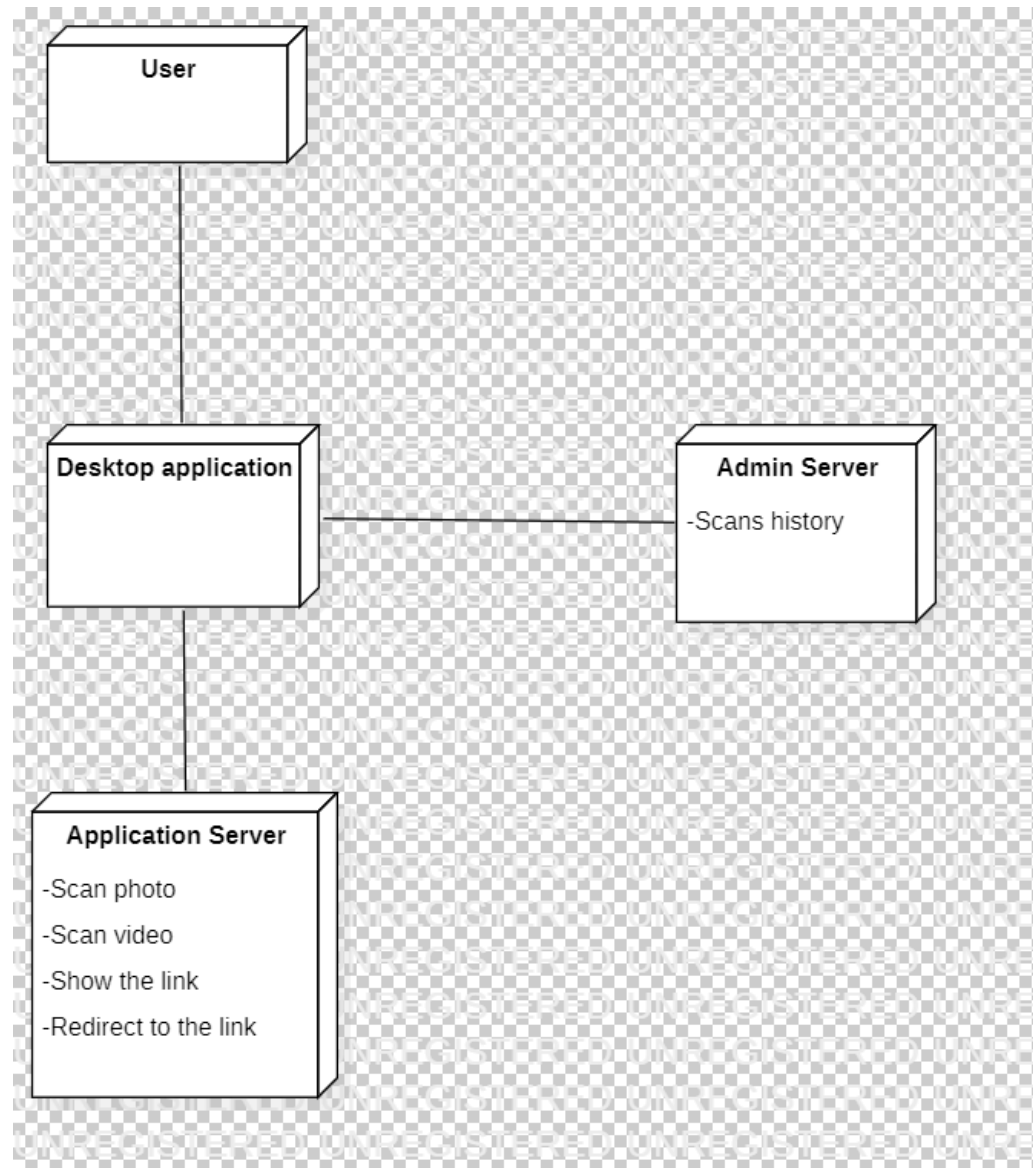 User
Desktop application
Admin Server
-Scans history
Application Server
-Scan photo
-Scan video
-Show the link
-Redirect to the link
UNREGISTERED